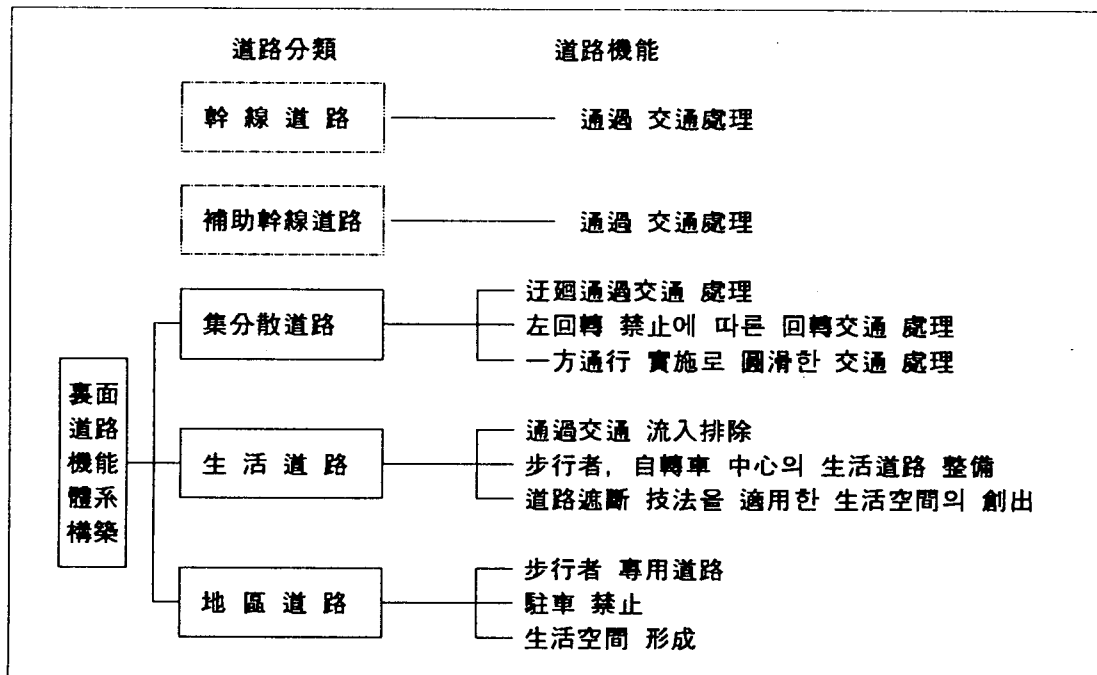 道路分類 道路機能
幹線道路 通過 交通處理
補助幹線道路 通過 交通處理
集分散道路
迂廻通過交通 處理
左回轉 禁止에 따른 回轉交通 處理
一方通行 實施로 圓滑한 交通 處理
裏面
道路
機能
體系
構築
生活道路
通過交通 流入排除
步行者, 自轉車 中心의 生活道路 整備
道路遮斷 技法을 適用한 生活空間의 創出
地區道路
步行者 專用道路
駐車 禁止
生活空間 形成